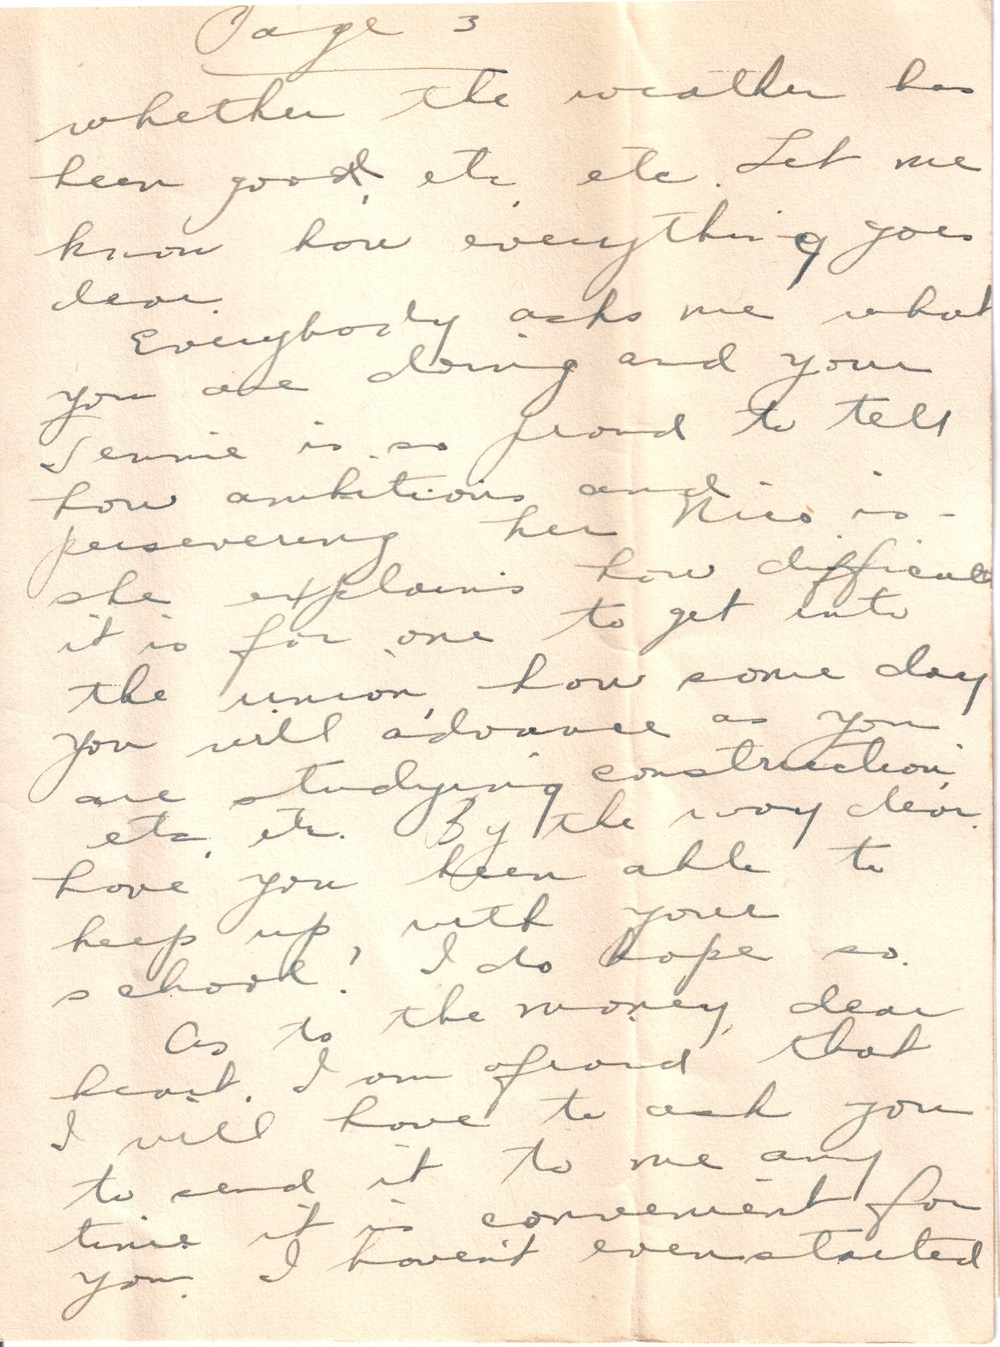 Page 3
whether the weather has
been good, etc, etc. Let me
know how everything goes
dear.
Everybody asks me what
you are doing and your
Jennie is so proud to tell
how ambitious and
persevering her Nico is -
she explains how difficult
it is for one to get into
the union, how some day
you will advance as you
are studying construction,
etc, etc. By the way dear.
have you been able to
keep up, with your
school? I do hope so.
As to the money, dear
heart, I am afraid that
I will have to ask you
to send it to me any
time it is convenient for
you. I haven't even started